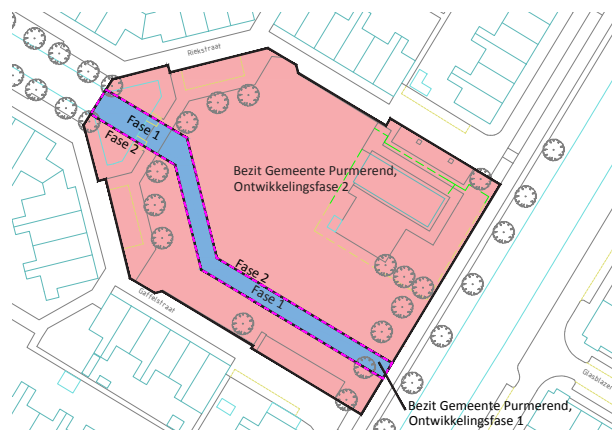 Riekstraat
Fase 1
Fase 2
Bezit Gemeente Purmerend,
Ontwikkelingsfase 2
Fase 2
Fase 1
Gaffelstraat
Glasblazer
Bezit Gemeente Purmerend,
Ontwikkelingsfase 1